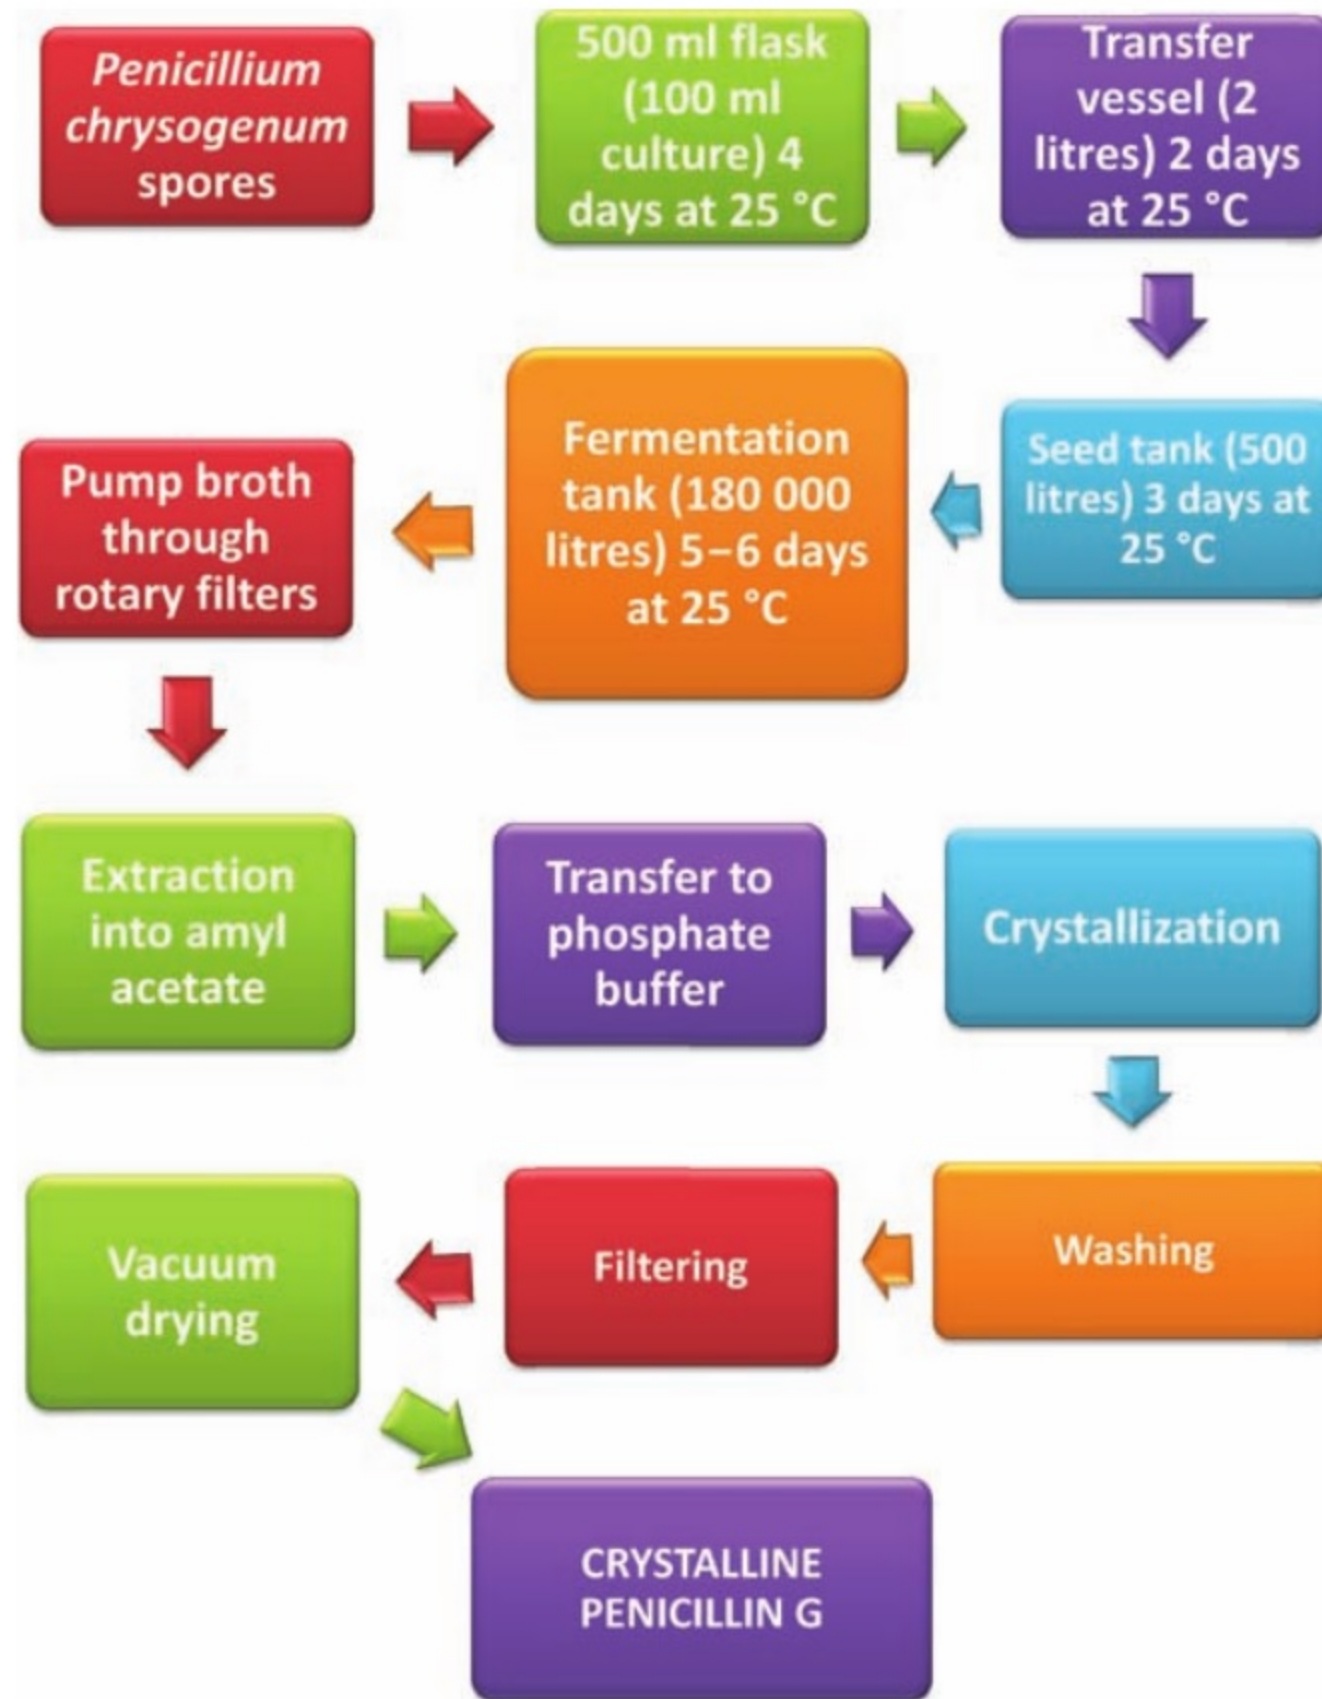 Penicillium
chrysogenum
spores
500 ml flask
(100 ml
culture) 4
days at 25 °C
Transfer
vessel (2
litres) 2 days
at 25 °C
Seed tank (500
litres) 3 days at
25 °C
Fermentation
tank (180 000
litres) 5–6 days
at 25 °C
Pump broth
through
rotary filters
Extraction
into amyl
acetate
Transfer to
phosphate
buffer
Crystallization
Washing
Filtering
Vacuum
drying
CRYSTALLINE
PENICILLIN G